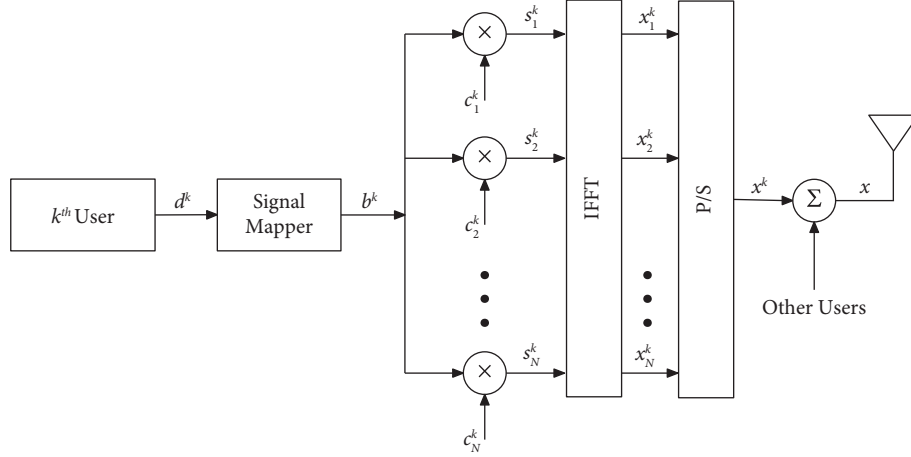 k^th User
d^k
Signal
Mapper
b^k
×
c_1^k
s_1^k
×
c_2^k
s_2^k
×
c_N^k
s_N^k
IFFT
x_1^k
x_2^k
x_N^k
P/S
x^k
Σ
x
Other Users